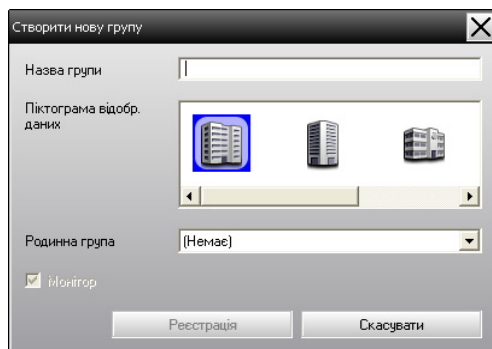 Створити нову групу
Назва групи
Піктограма відобр.
даних
Родинна група
(Немає)
Монітор
Реєстрація
Скасувати